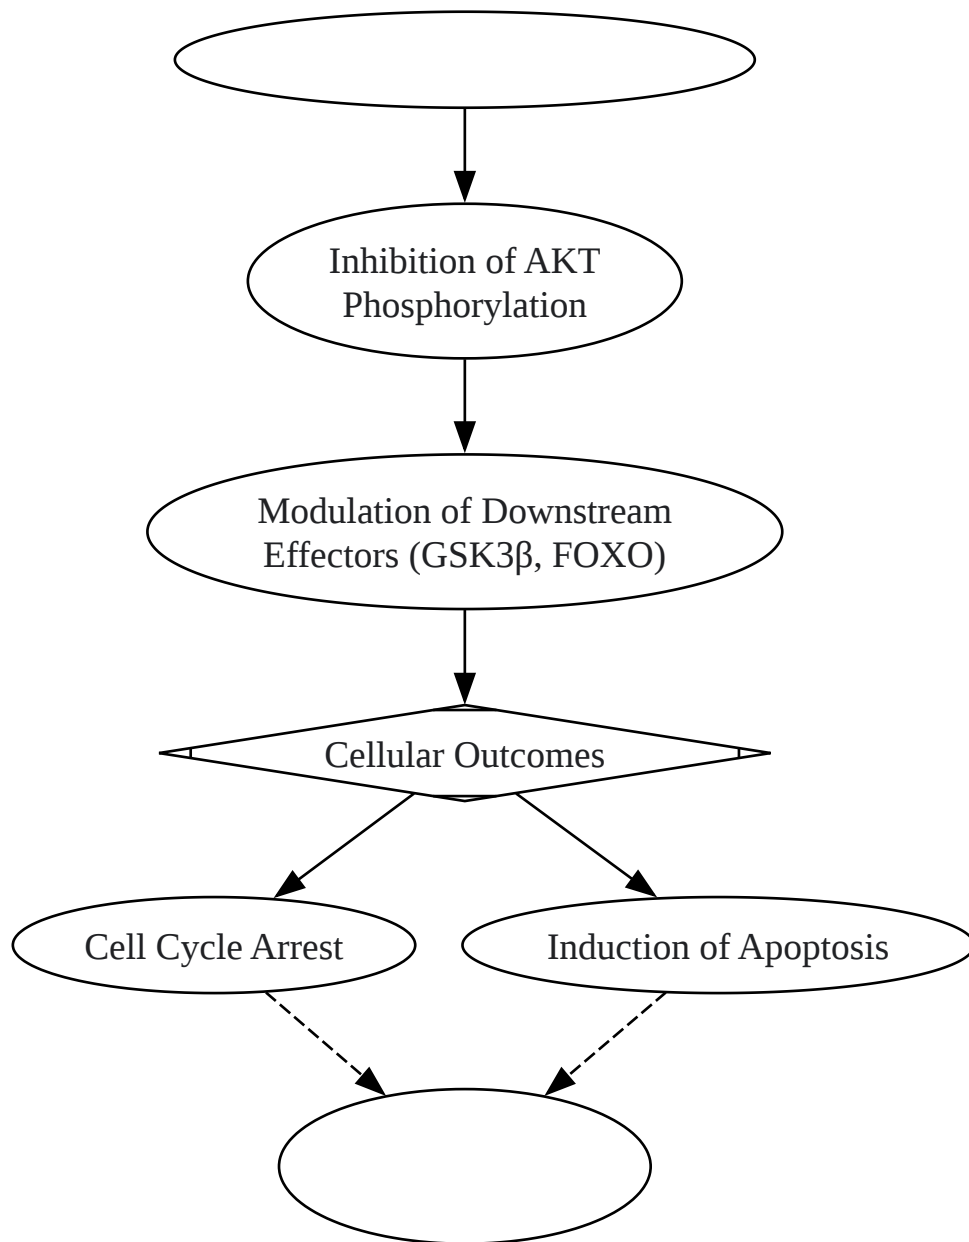 Inhibition of AKT
Phosphorylation
Modulation of Downstream
Effectors (GSK3β, FOXO)
Cellular Outcomes
Cell Cycle Arrest
Induction of Apoptosis